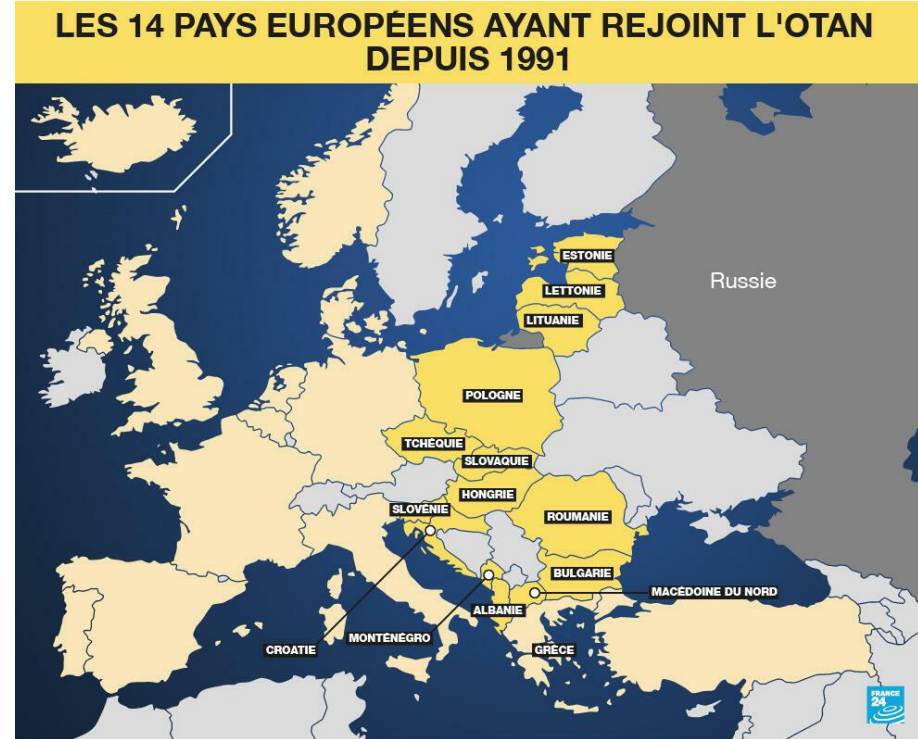 LES 14 PAYS EUROPÉENS AYANT REJOINT L'OTAN
DEPUIS 1991
ESTONIE
Russie
LETTONIE
LITUANIE
POLOGNE
TCHÉQUIE
SLOVAQUIE
HONGRIE
SLOVÉNIE
ROUMANIE
BULGARIE
MACÉDOINE DU NORD
ALBANIE
MONTÉNÉGRO
CROATIE
GRÈCE
FRANCE
24